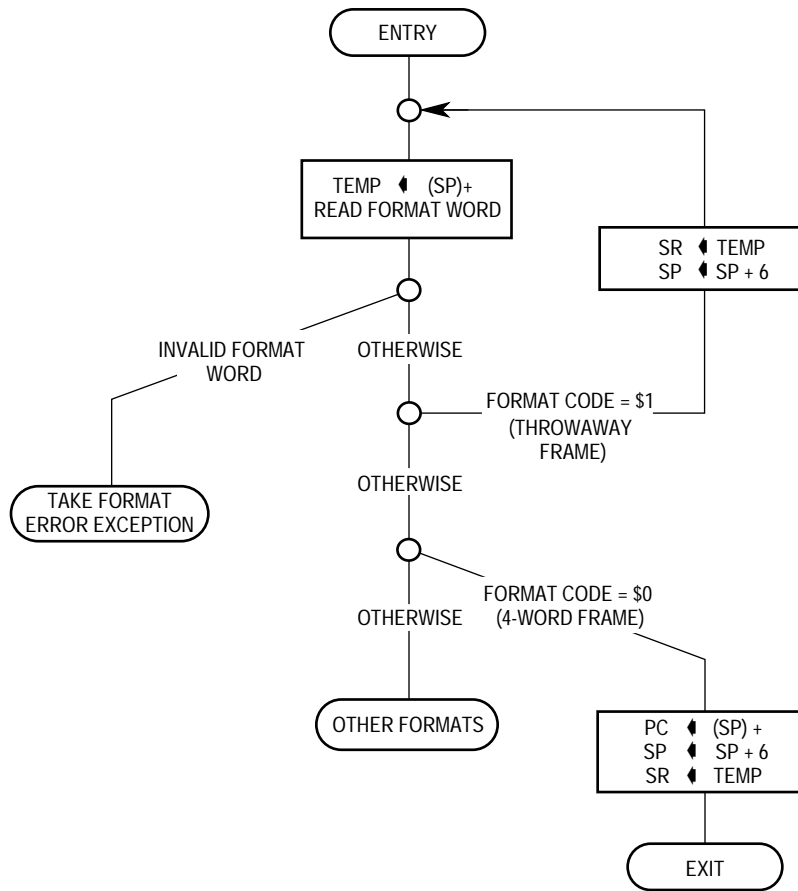 ENTRY
TEMP (SP)+
READ FORMAT WORD
SR TEMP
SP SP + 6
INVALID FORMAT
WORD
OTHERWISE
FORMAT CODE = $1
(THROWAWAY
FRAME)
TAKE FORMAT
ERROR EXCEPTION
OTHERWISE
FORMAT CODE = $0
(4-WORD FRAME)
OTHERWISE
OTHER FORMATS
PC (SP) +
SP SP + 6
SR TEMP
EXIT